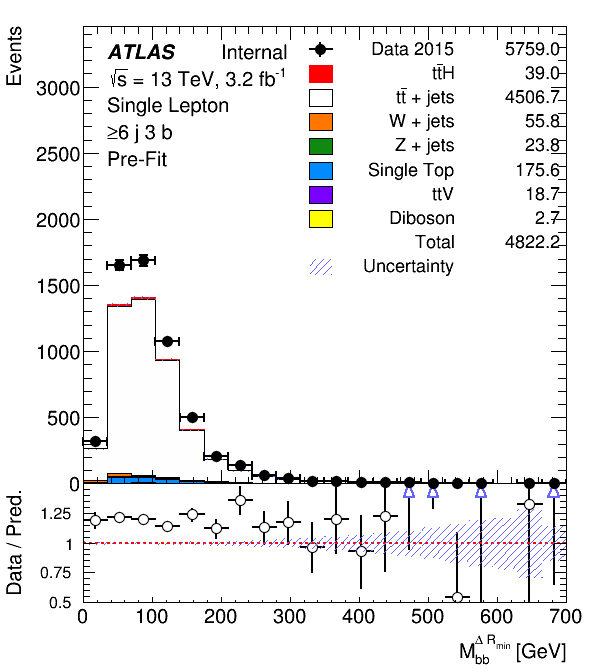 Events
ATLAS Internal
√s = 13 TeV, 3.2 fb⁻¹
Single Lepton
≥6 j 3 b
Pre-Fit
Data 2015 5759.0
tt̄H 39.0
tt̄ + jets 4506.7
W + jets 55.8
Z + jets 23.8
Single Top 175.6
ttV 18.7
Diboson 2.7
Total 4822.2
Uncertainty
3000
2500
2000
1500
1000
500
0
Data / Pred.
1.25
1
0.75
0.5
0 100 200 300 400 500 600 700
M_bb^Δ R_min [GeV]